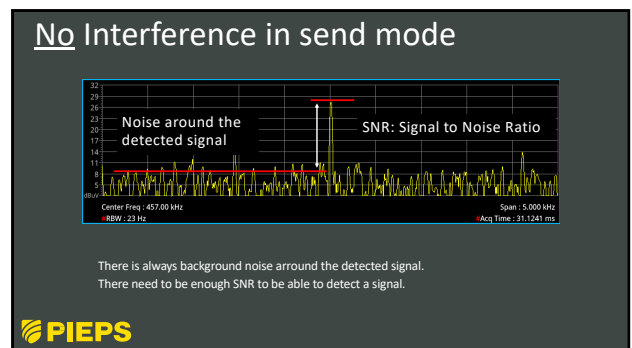 No Interference in send mode
32
29
26
23
20
17
14
11
8
5
dBuV
Noise around the
detected signal
SNR: Signal to Noise Ratio
Center Freq : 457.00 kHz
Span : 5.000 kHz
#RBW : 23 Hz
#Acq Time : 31.1241 ms
There is always background noise arround the detected signal.
There need to be enough SNR to be able to detect a signal.
PIEPS